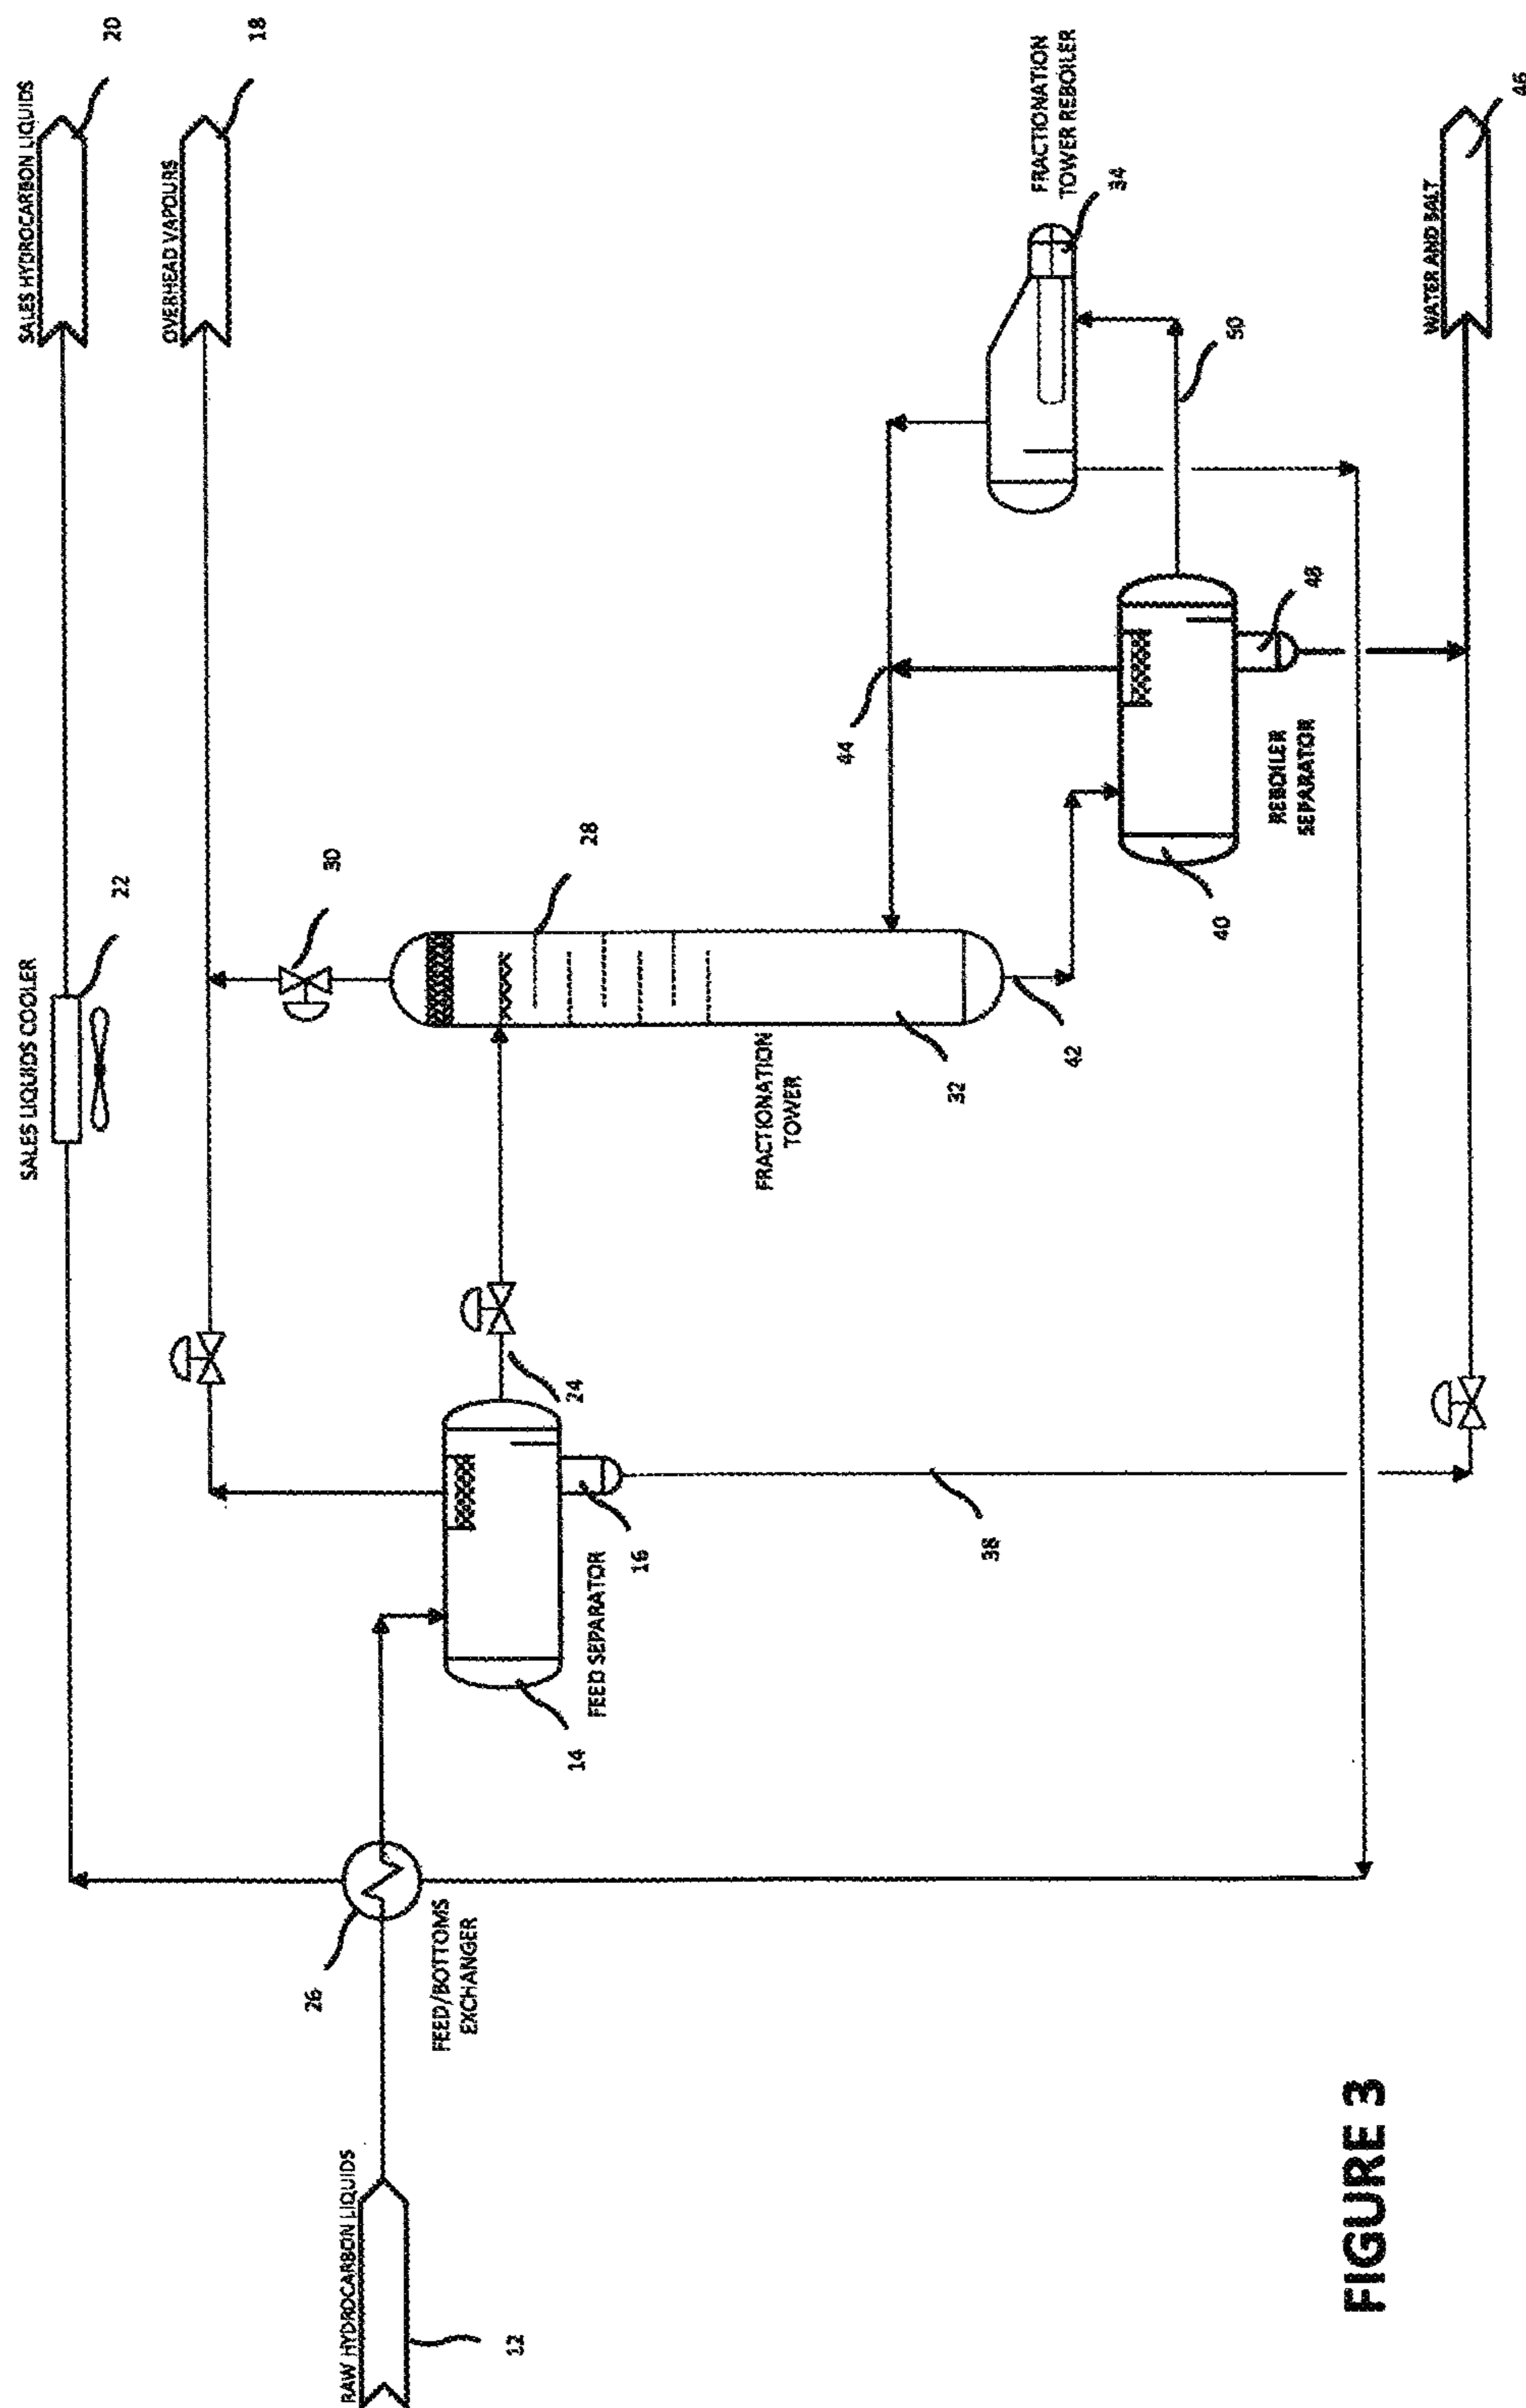 SALES LIQUIDS COOLER
SALES HYDROCARBON LIQUIDS
22
20
OVERHEAD VAPOURS
18
26
30
RAW HYDROCARBON LIQUIDS
FEED/BOTTOMS
EXCHANGER
12
14
24
28
FEED SEPARATOR
16
FRACTIONATION
TOWER
44
32
38
FRACTIONATION
TOWER REBOILER
42
34
40
50
REBOILER
SEPARATOR
48
FIGURE 3
WATER AND SALT
46